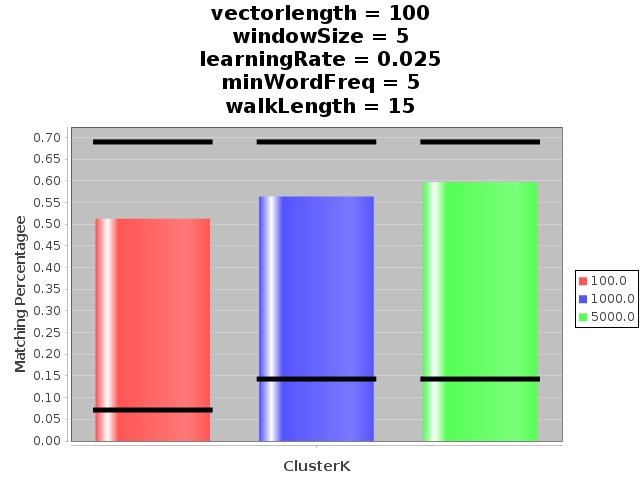 vectorlength = 100
windowSize = 5
learningRate = 0.025
minWordFreq = 5
walkLength = 15
0.70
0.65
0.60
0.55
0.50
0.45
0.40
0.35
0.30
0.25
0.20
0.15
0.10
0.05
0.00
Matching Percentagee
ClusterK
100.0
1000.0
5000.0